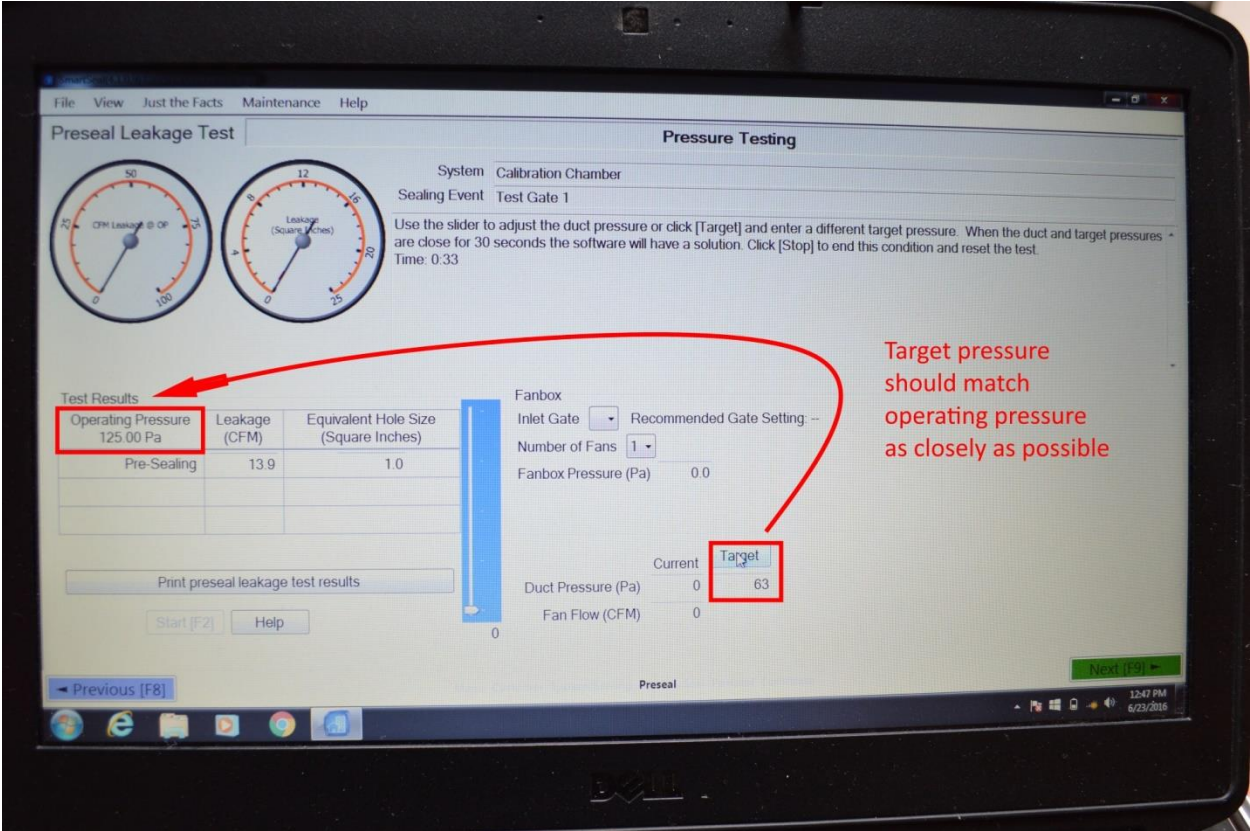 File View Just the Facts Maintenance Help
Preseal Leakage Test
Pressure Testing
0 25 50 75 100
CFM Leakage @ OP
0 4 8 12 16 20 25
Leakage
(Square Inches)
System Calibration Chamber
Sealing Event Test Gate 1
Use the slider to adjust the duct pressure or click [Target] and enter a different target pressure. When the duct and target pressures
are close for 30 seconds the software will have a solution. Click [Stop] to end this condition and reset the test.
Time: 0:33
Target pressure
should match
operating pressure
as closely as possible
Test Results
Operating Pressure
125.00 Pa
Leakage
(CFM)
Equivalent Hole Size
(Square Inches)
Pre-Sealing 13.9 1.0
Print preseal leakage test results
Start [F2] Help
0
Fanbox
Inlet Gate Recommended Gate Setting: --
Number of Fans 1
Fanbox Pressure (Pa) 0.0
Current Target
Duct Pressure (Pa) 0 63
Fan Flow (CFM) 0
Previous [F8]
Preseal
Next [F9]
12:47 PM
6/23/2016
DELL